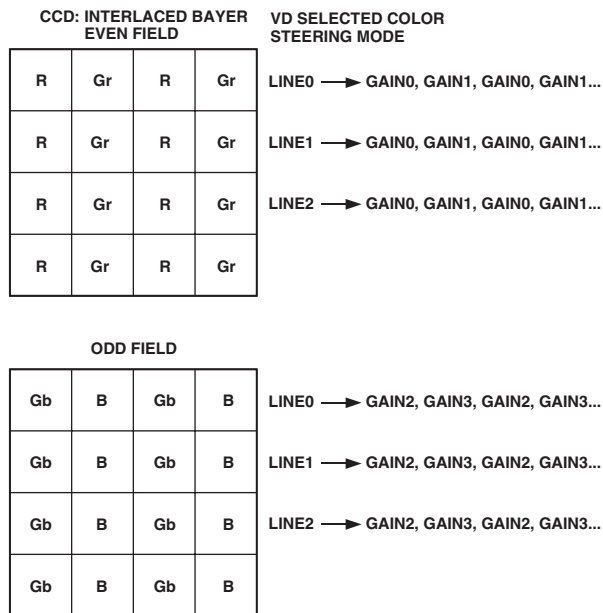 CCD: INTERLACED BAYER
EVEN FIELD
VD SELECTED COLOR
STEERING MODE
R Gr R Gr
LINE0 GAIN0, GAIN1, GAIN0, GAIN1...
R Gr R Gr
LINE1 GAIN0, GAIN1, GAIN0, GAIN1...
R Gr R Gr
LINE2 GAIN0, GAIN1, GAIN0, GAIN1...
R Gr R Gr
ODD FIELD
Gb B Gb B
LINE0 GAIN2, GAIN3, GAIN2, GAIN3...
Gb B Gb B
LINE1 GAIN2, GAIN3, GAIN2, GAIN3...
Gb B Gb B
LINE2 GAIN2, GAIN3, GAIN2, GAIN3...
Gb B Gb B